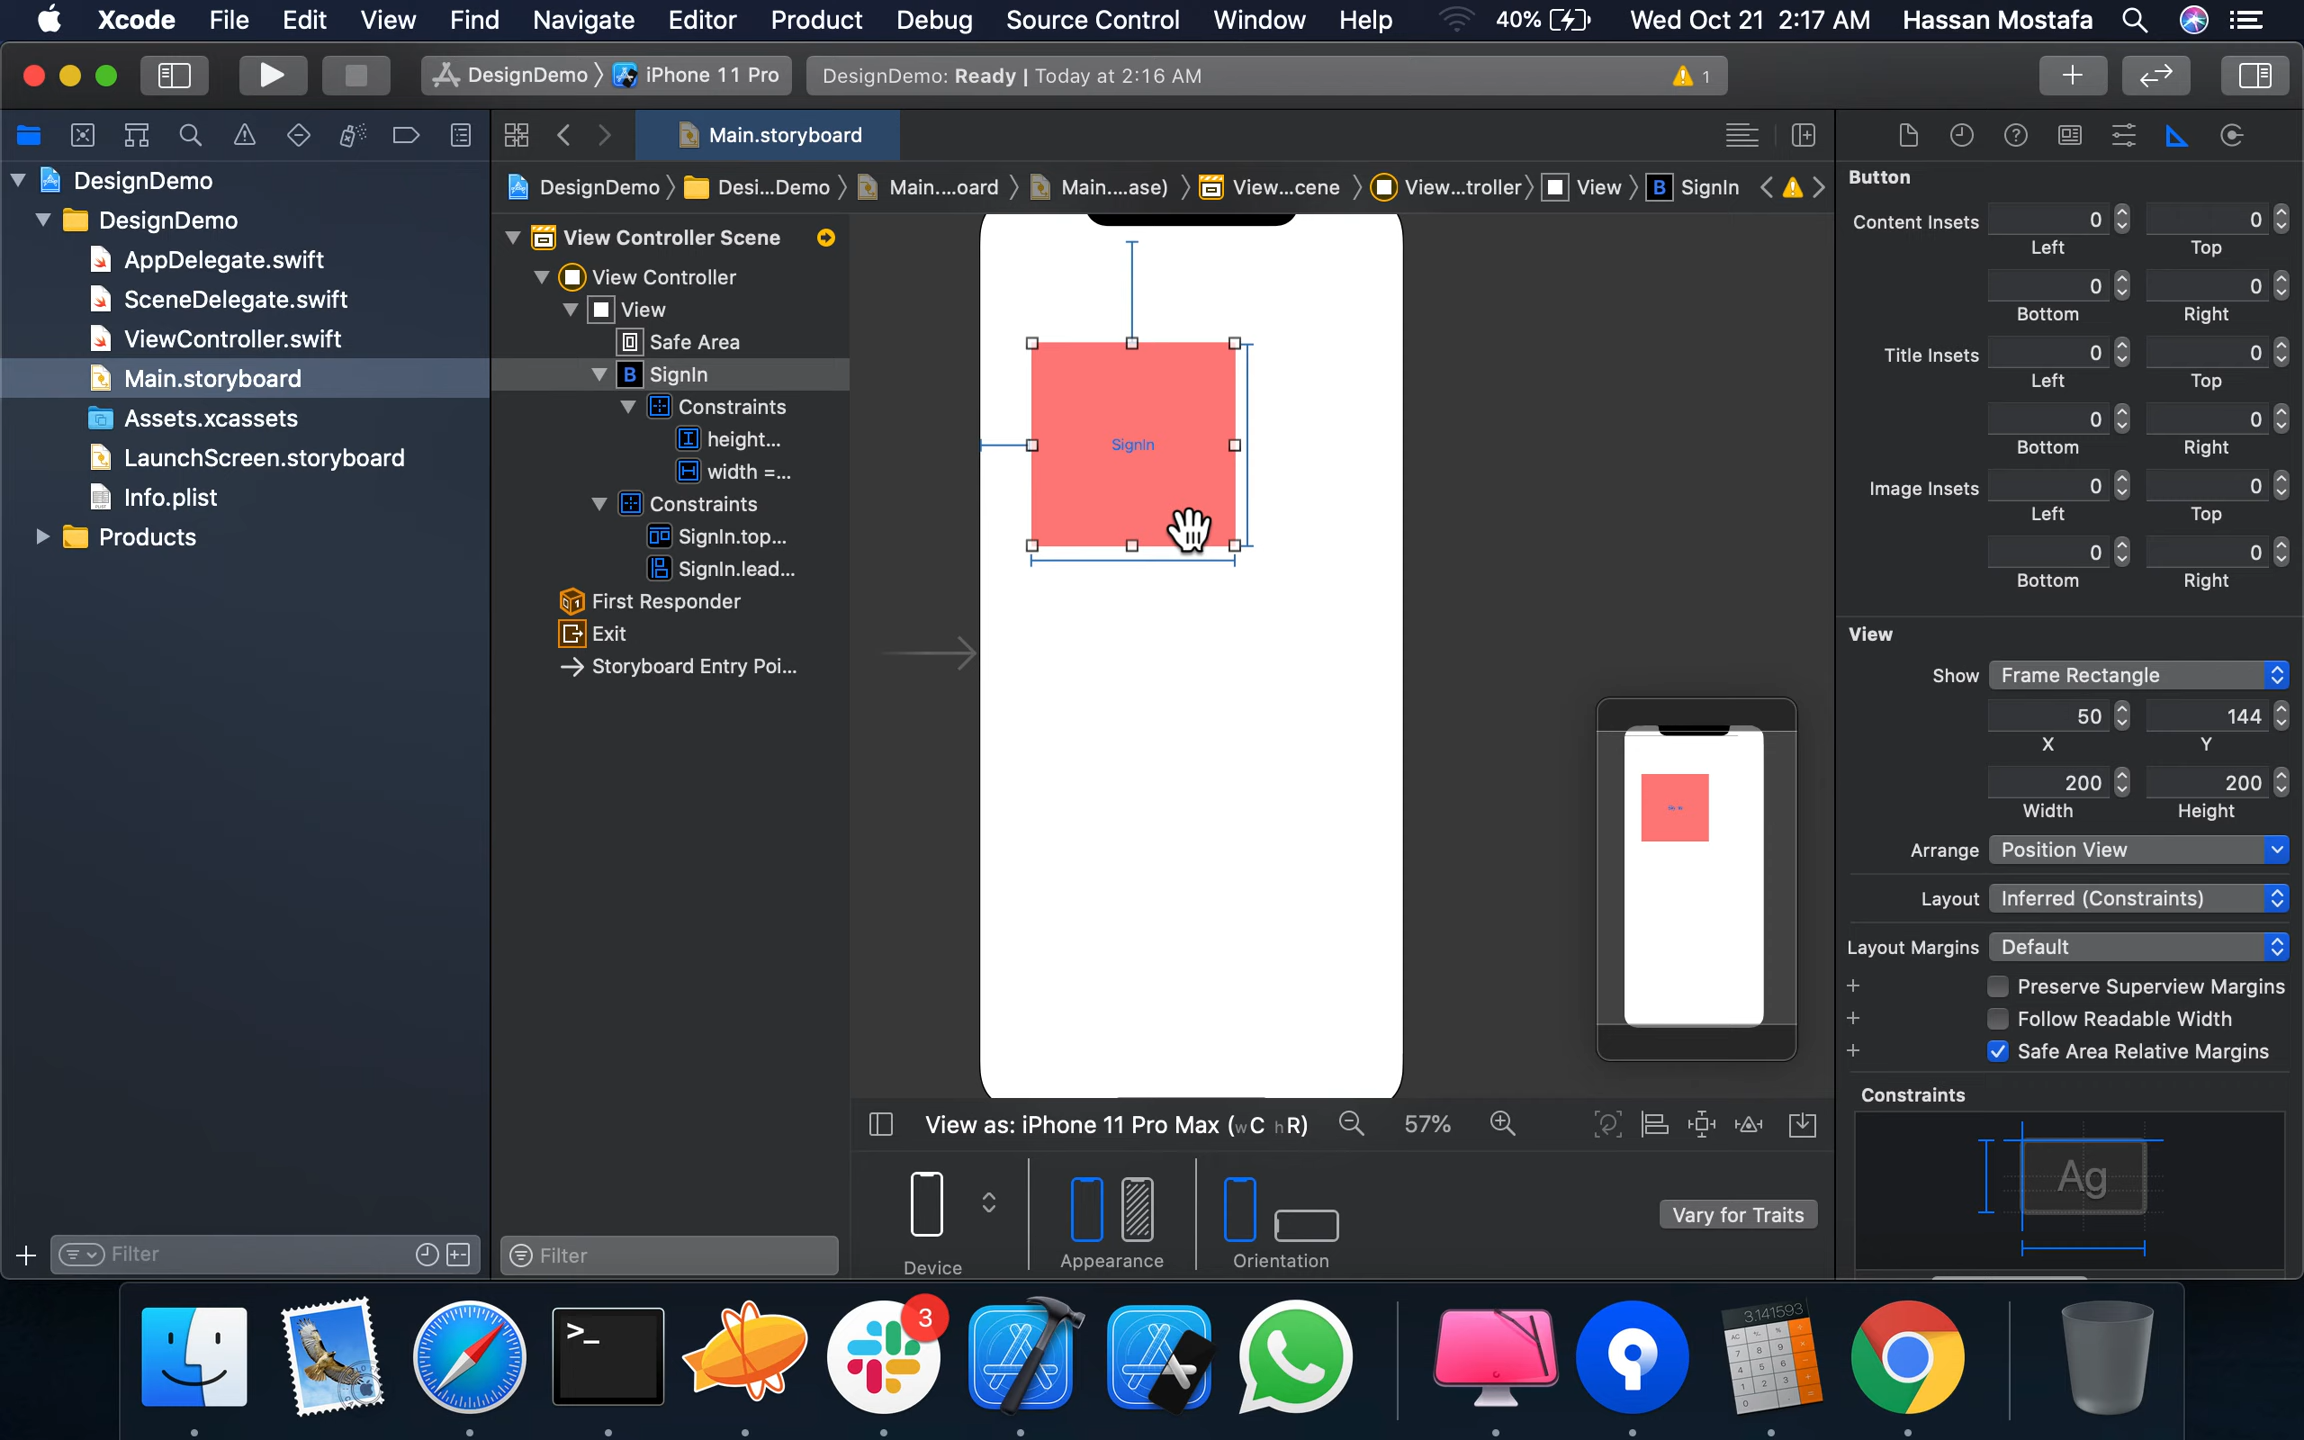 Xcode File Edit View Find Navigate Editor Product Debug Source Control Window Help 40% Wed Oct 21 2:17 AM Hassan Mostafa
DesignDemo iPhone 11 Pro DesignDemo: Ready | Today at 2:16 AM 1
Main.storyboard
DesignDemo Desi...Demo Main....oard Main....ase) View...cene View...troller View B SignIn
DesignDemo
DesignDemo
AppDelegate.swift
SceneDelegate.swift
ViewController.swift
Main.storyboard
Assets.xcassets
LaunchScreen.storyboard
Info.plist
Products
Filter
View Controller Scene
View Controller
View
Safe Area
B SignIn
Constraints
height...
width =...
Constraints
SignIn.top...
SignIn.lead...
First Responder
Exit
Storyboard Entry Poi...
Filter
SignIn
View as: iPhone 11 Pro Max (wC hR) 57%
Device
Appearance
Orientation
Vary for Traits
Button
Content Insets 0 0
Left Top
0 0
Bottom Right
Title Insets 0 0
Left Top
0 0
Bottom Right
Image Insets 0 0
Left Top
0 0
Bottom Right
View
Show Frame Rectangle
50 144
X Y
200 200
Width Height
Arrange Position View
Layout Inferred (Constraints)
Layout Margins Default
+ Preserve Superview Margins
+ Follow Readable Width
+ Safe Area Relative Margins
Constraints
Ag
>_
3
3.141593